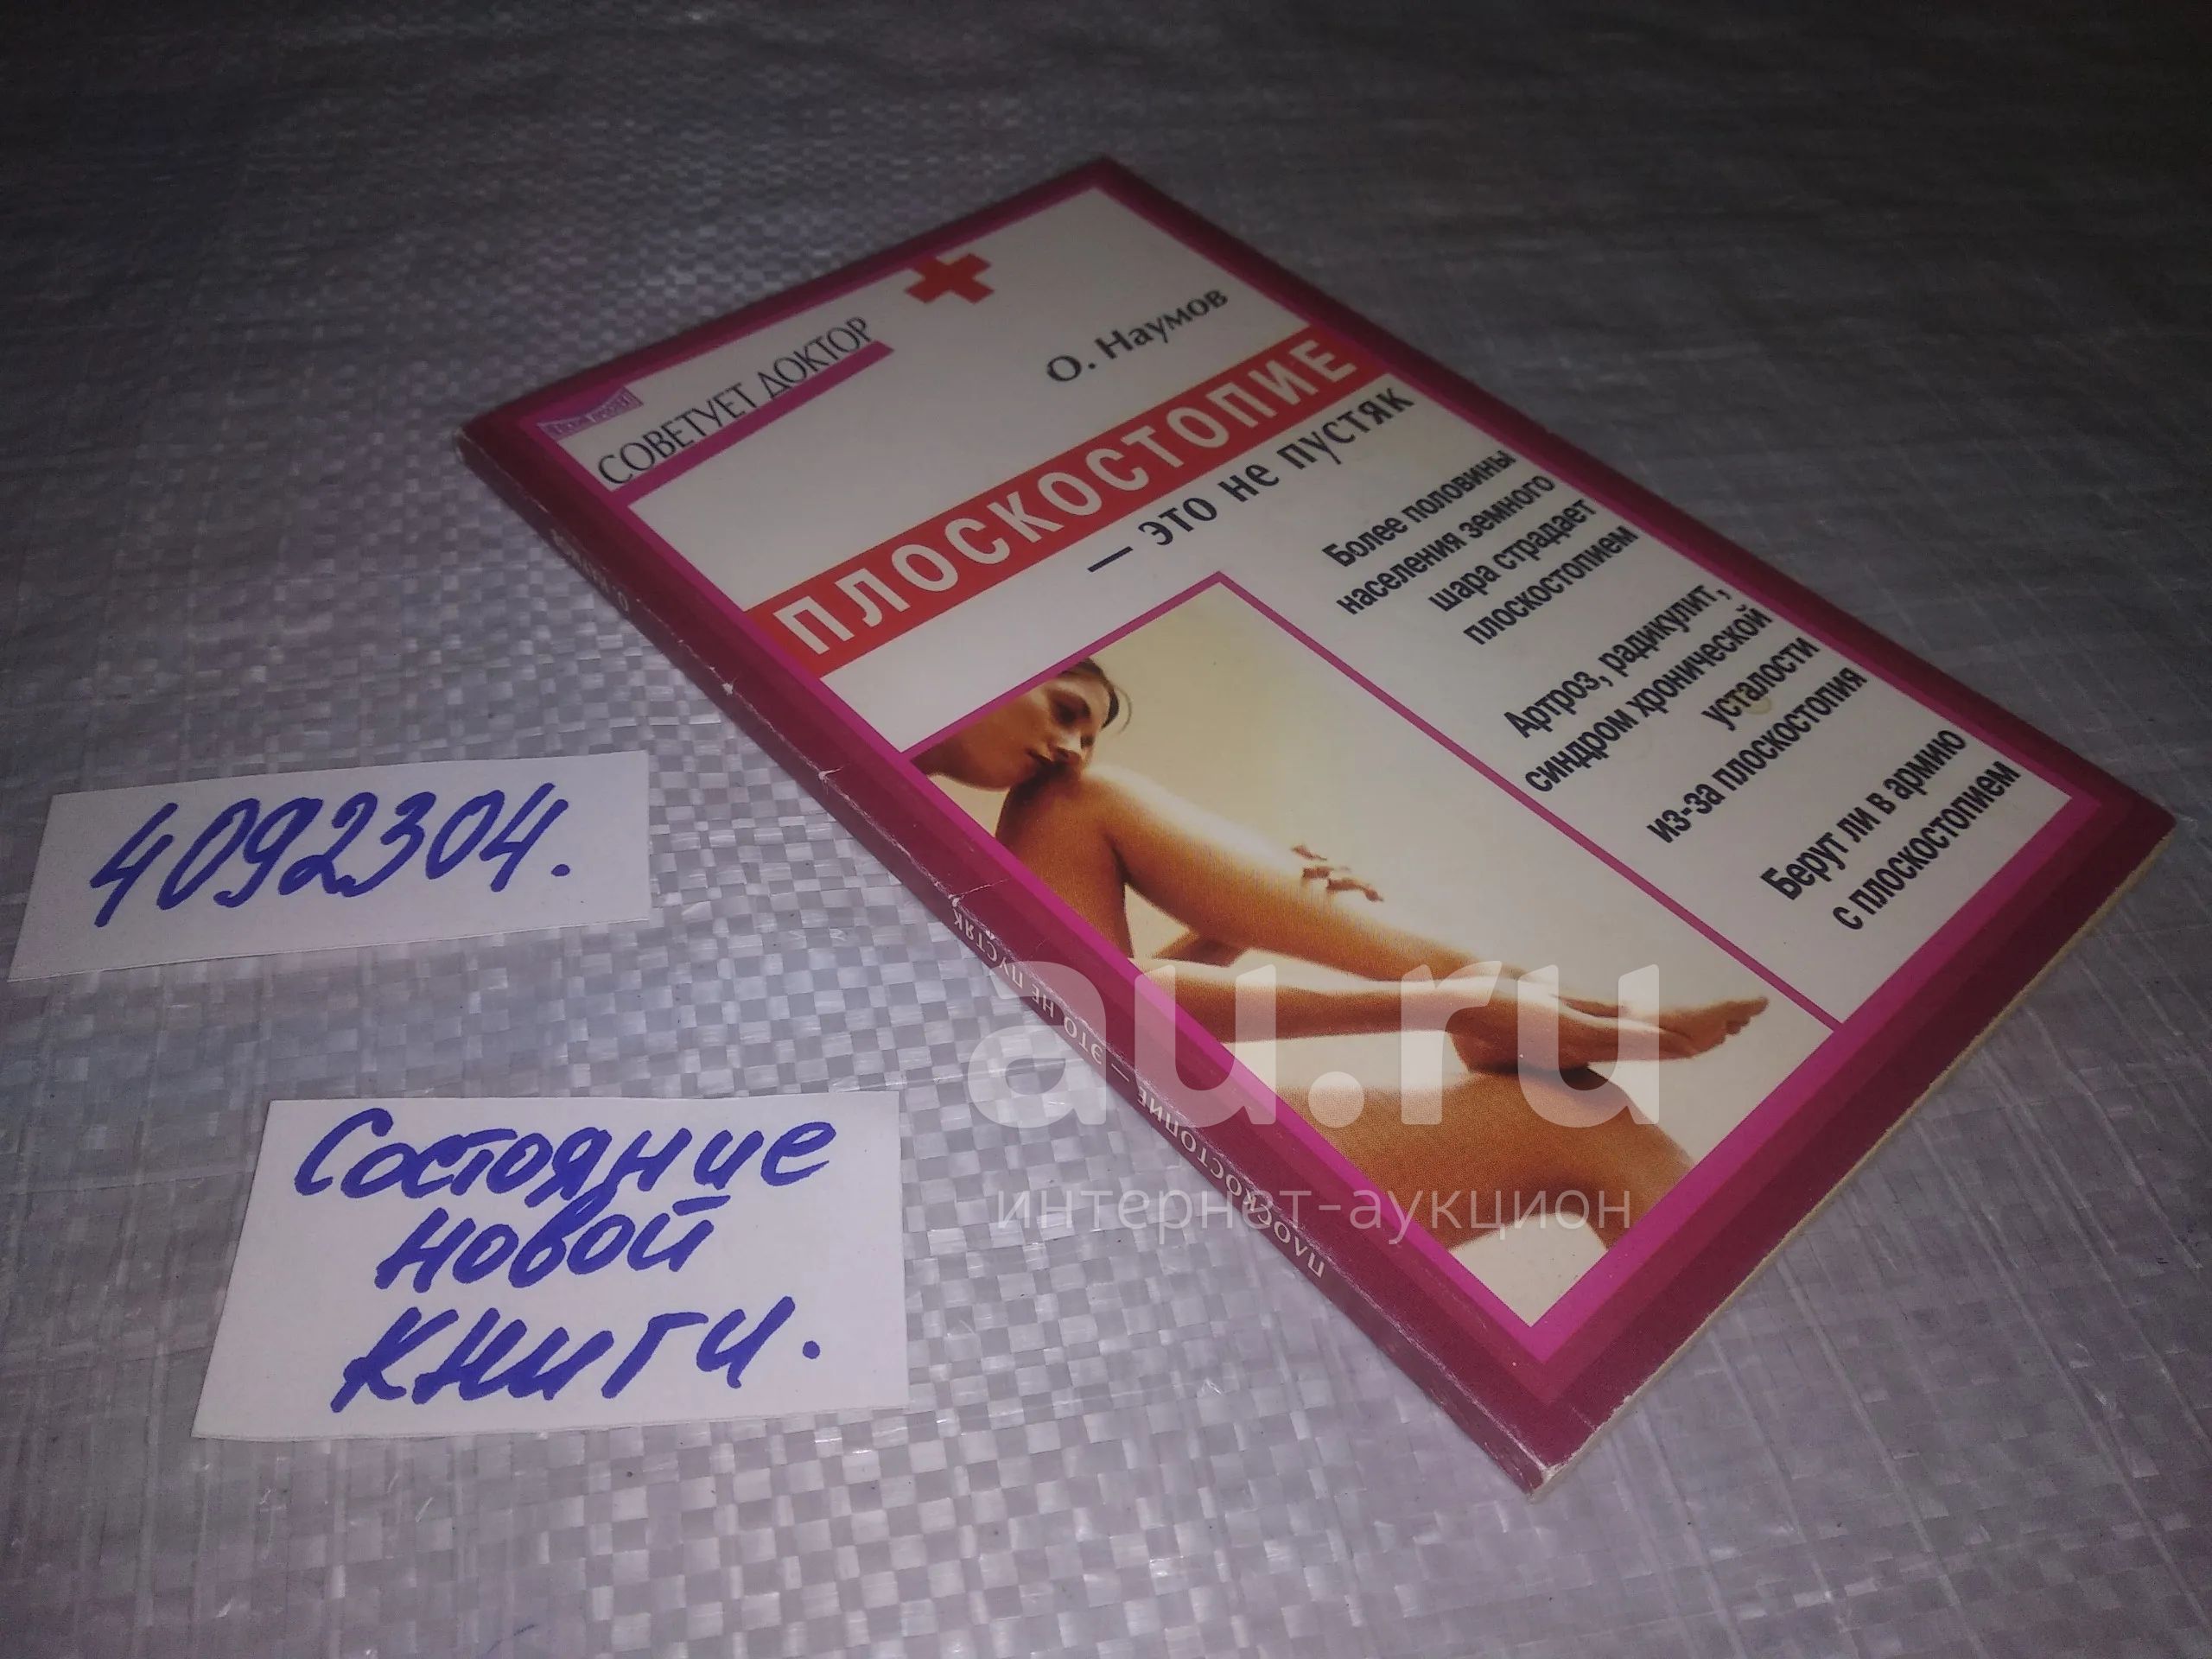 СОВЕТУЕТ ДОКТОР
О. Наумов
ПЛОСКОСТОПИЕ
— это не пустяк
Более половины
населения земного
шара страдает
плоскостопием
Артроз, радикулит,
синдром хронической
усталости
из-за плоскостопия
Берут ли в армию
с плоскостопием
ПЛОСКОСТОПИЕ — ЭТО НЕ ПУСТЯК
4092304.
Состояние
новой
книги.
au.ru
интернет-аукцион